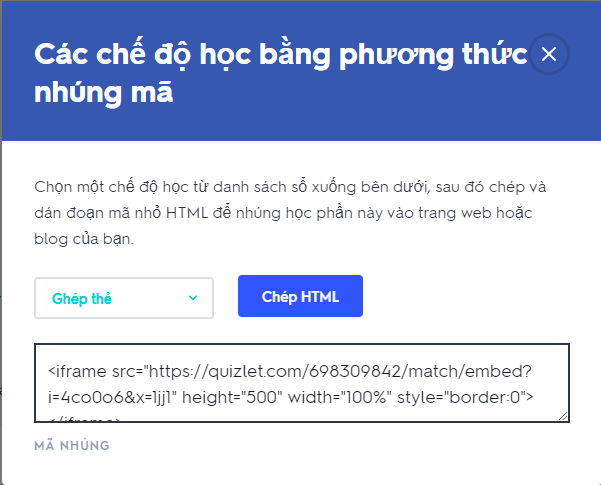 Các chế độ học bằng phương thức
nhúng mã
Chọn một chế độ học từ danh sách sổ xuống bên dưới, sau đó chép và
dán đoạn mã nhỏ HTML để nhúng học phần này vào trang web hoặc
blog của bạn.
Ghép thẻ
Chép HTML
<iframe src="https://quizlet.com/698309842/match/embed?
i=4co0o6&x=1jj1" height="500" width="100%" style="border:0">
</iframe>
MÃ NHÚNG